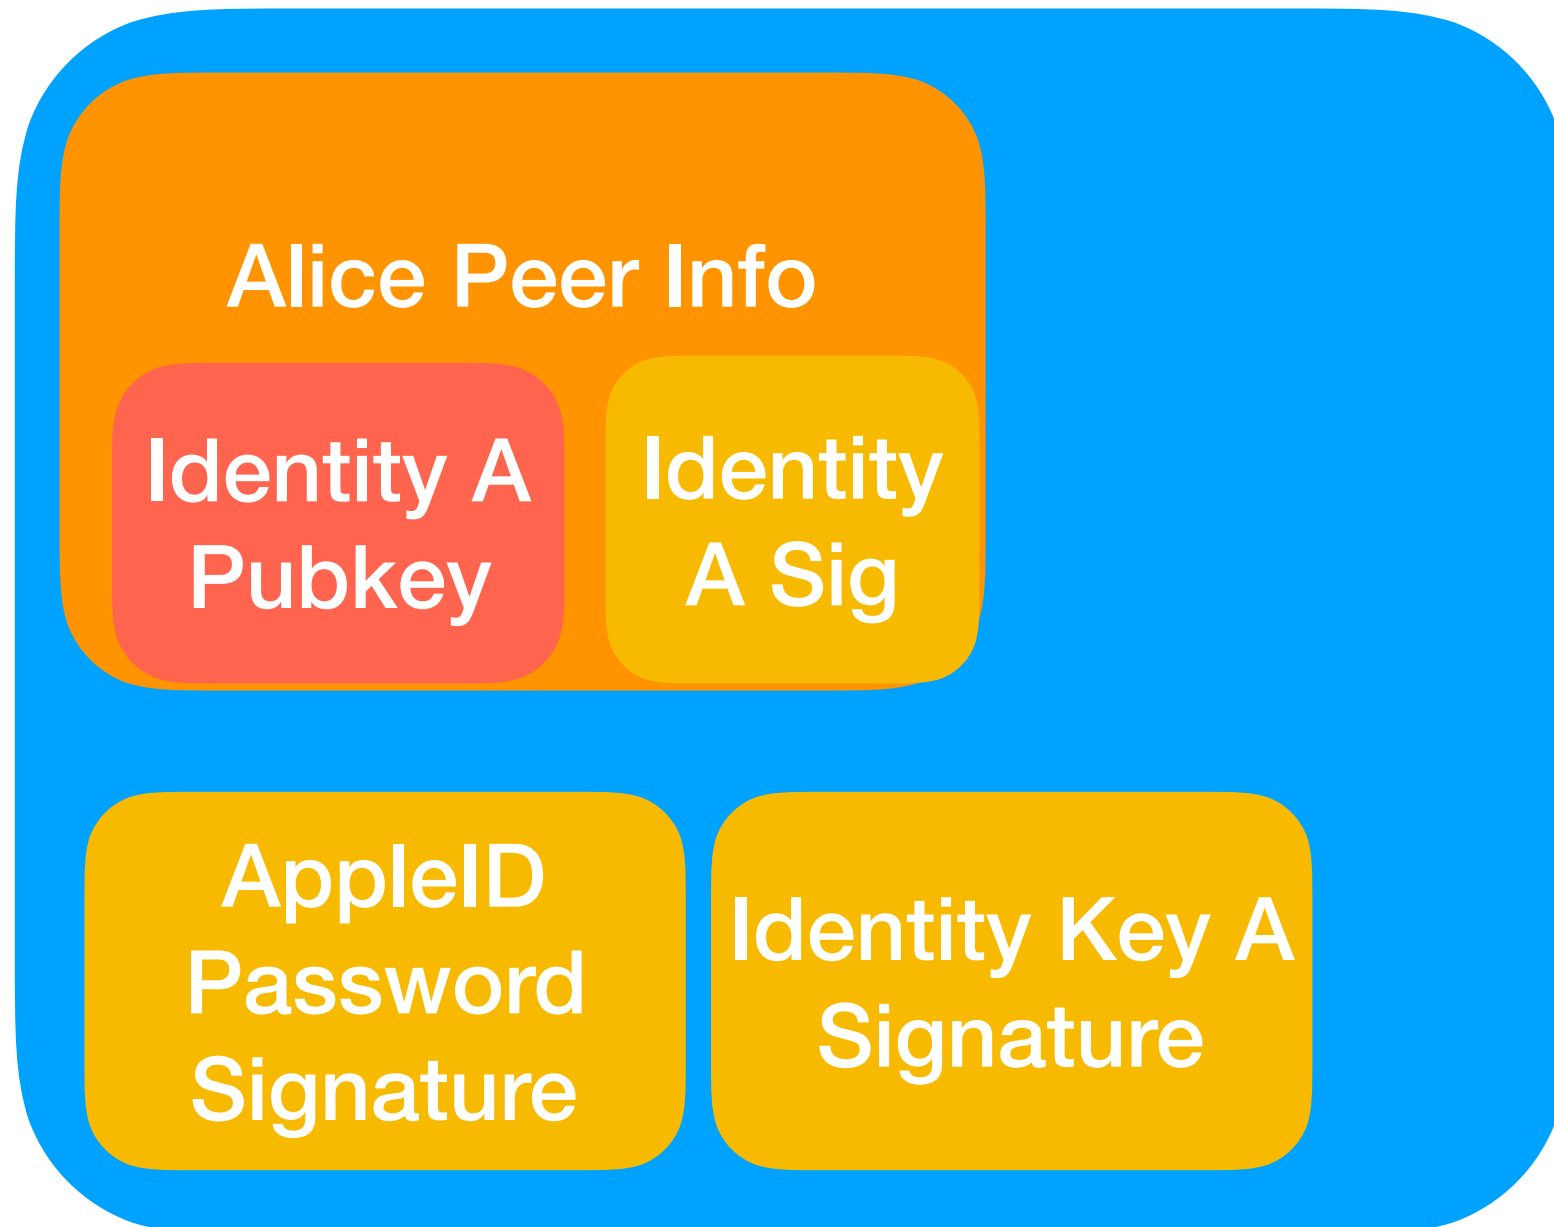 Alice Peer Info
Identity A
Pubkey
Identity
A Sig
AppleID
Password
Signature
Identity Key A
Signature